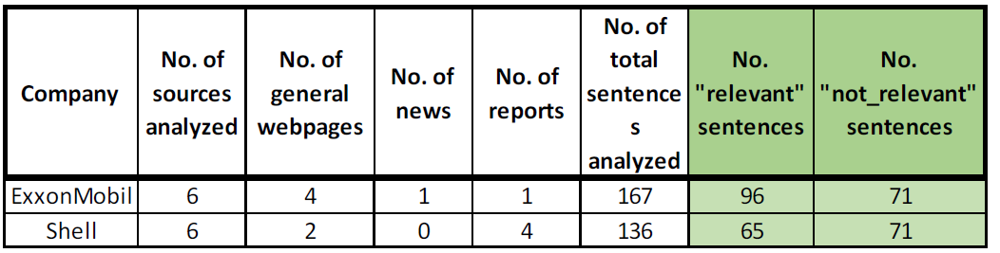 Company No. of sources analyzed No. of general webpages No. of news No. of reports No. of total sentence s analyzed No. "relevant" sentences No. "not_relevant" sentences
ExxonMobil 6 4 1 1 167 96 71
Shell 6 2 0 4 136 65 71